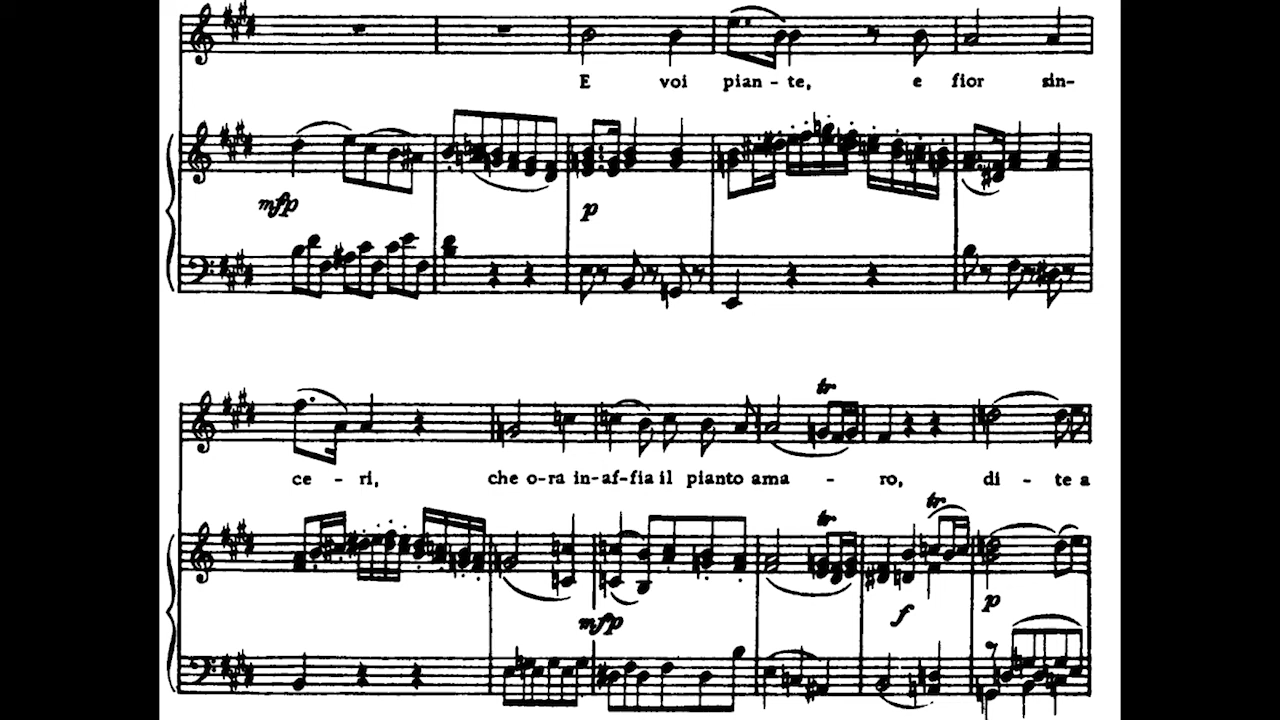 E voi pian - te, e fior sin-
mfp
p
tr
ce - ri, che o-ra in-af-fia il pianto ama - ro, di - te a
tr tr
mfp f p